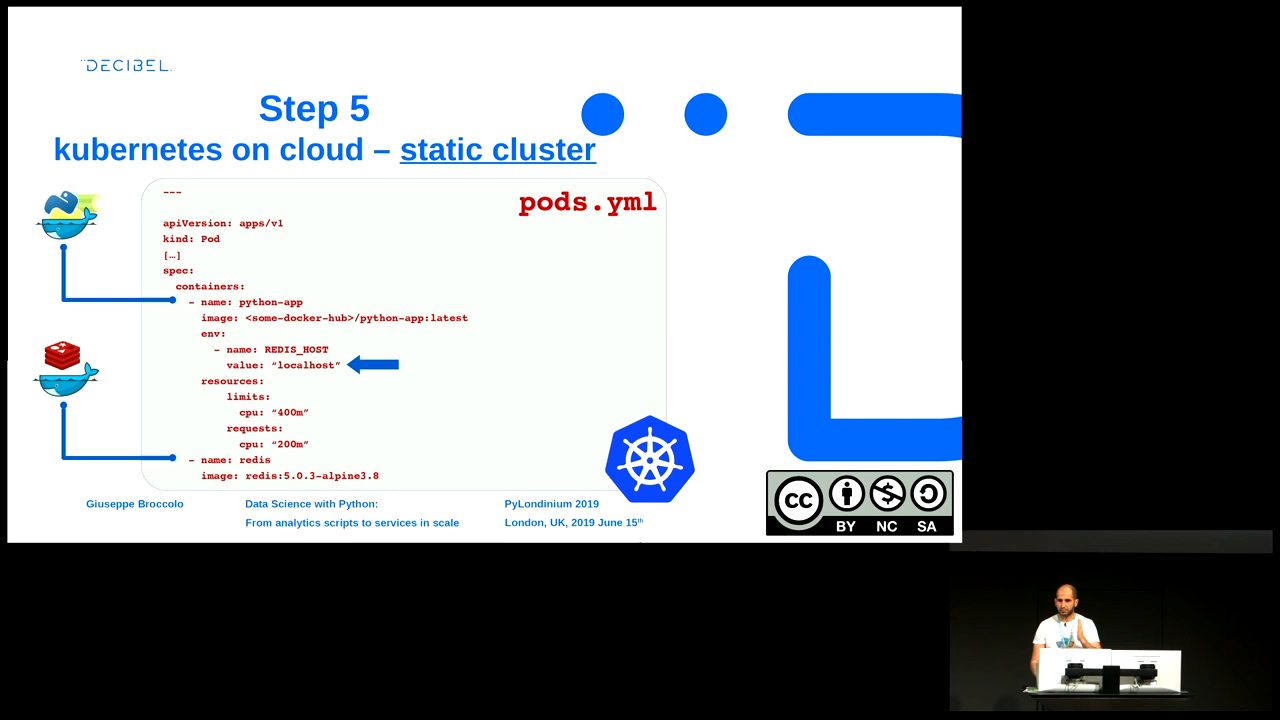 DECIBEL
Step 5
kubernetes on cloud – static cluster
pods.yml
---
apiVersion: apps/v1
kind: Pod
[…]
spec:
containers:
- name: python-app
image: <some-docker-hub>/python-app:latest
env:
- name: REDIS_HOST
value: “localhost”
resources:
limits:
cpu: “400m”
requests:
cpu: “200m”
- name: redis
image: redis:5.0.3-alpine3.8
Giuseppe Broccolo
Data Science with Python:
From analytics scripts to services in scale
PyLondinium 2019
London, UK, 2019 June 15th
cc
BY NC SA